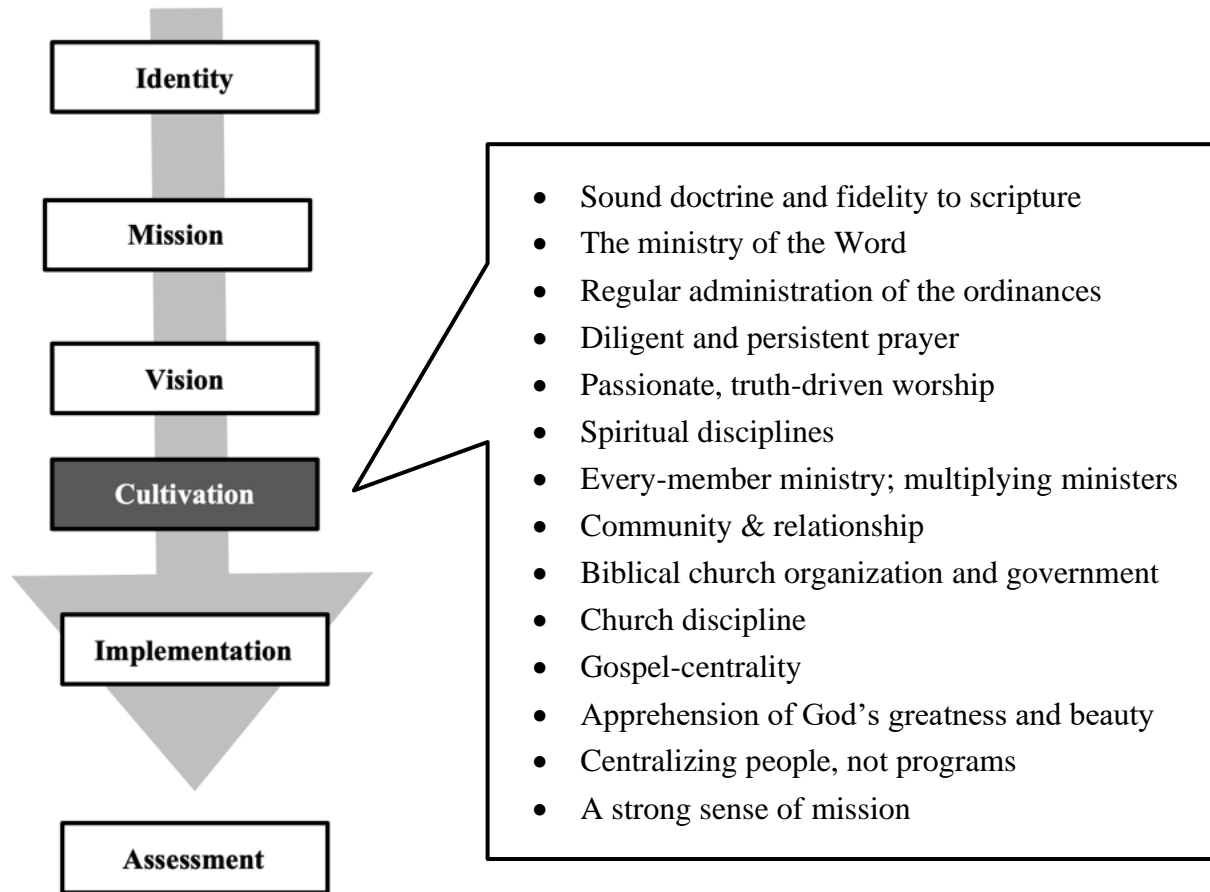 Identity
Mission
Vision
Cultivation
Implementation
Assessment
• Sound doctrine and fidelity to scripture
• The ministry of the Word
• Regular administration of the ordinances
• Diligent and persistent prayer
• Passionate, truth-driven worship
• Spiritual disciplines
• Every-member ministry; multiplying ministers
• Community & relationship
• Biblical church organization and government
• Church discipline
• Gospel-centrality
• Apprehension of God’s greatness and beauty
• Centralizing people, not programs
• A strong sense of mission